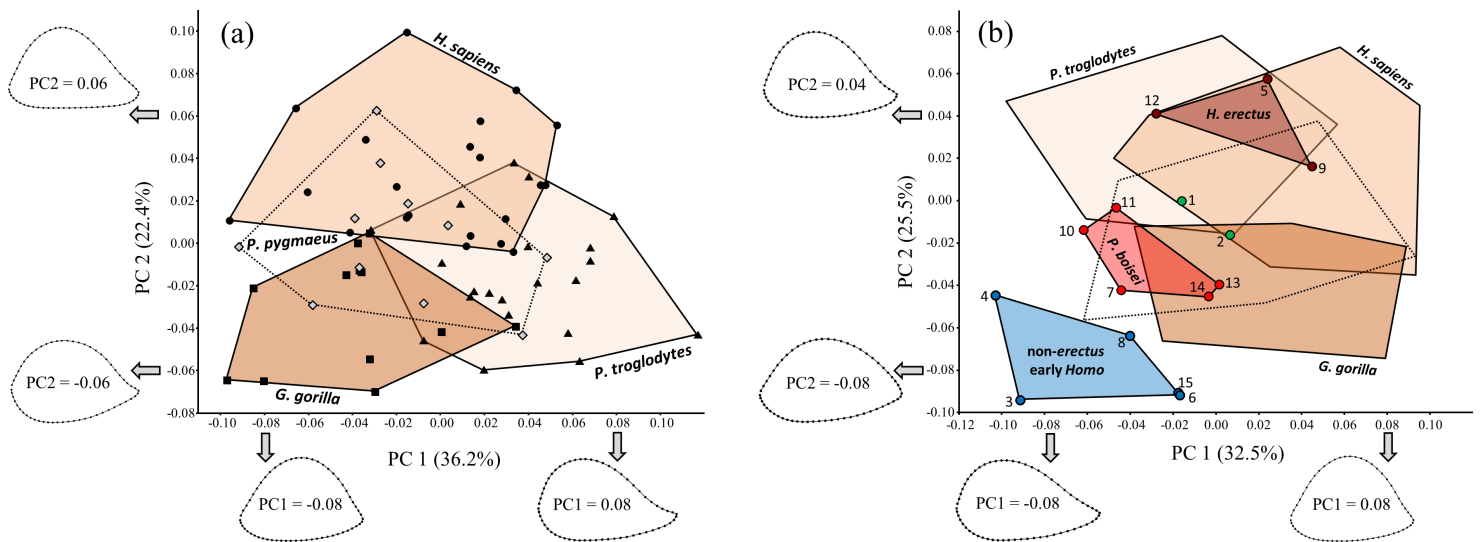 (a)
H. sapiens
P. pygmaeus
P. troglodytes
G. gorilla
PC2 = 0.06
PC2 = -0.06
PC 2 (22.4%)
0.10
0.08
0.06
0.04
0.02
0.00
-0.02
-0.04
-0.06
-0.08
-0.10 -0.08 -0.06 -0.04 -0.02 0.00 0.02 0.04 0.06 0.08 0.10
PC 1 (36.2%)
PC1 = -0.08
PC1 = 0.08
(b)
P. troglodytes
H. sapiens
12
5
H. erectus
9
1
11
10
2
P. boisei
7
14
13
4
8
non-erectus
early Homo
3
15
6
G. gorilla
PC2 = 0.04
PC2 = -0.08
PC 2 (25.5%)
0.08
0.06
0.04
0.02
0.00
-0.02
-0.04
-0.06
-0.08
-0.10
-0.12 -0.10 -0.08 -0.06 -0.04 -0.02 0.00 0.02 0.04 0.06 0.08 0.10
PC 1 (32.5%)
PC1 = -0.08
PC1 = 0.08